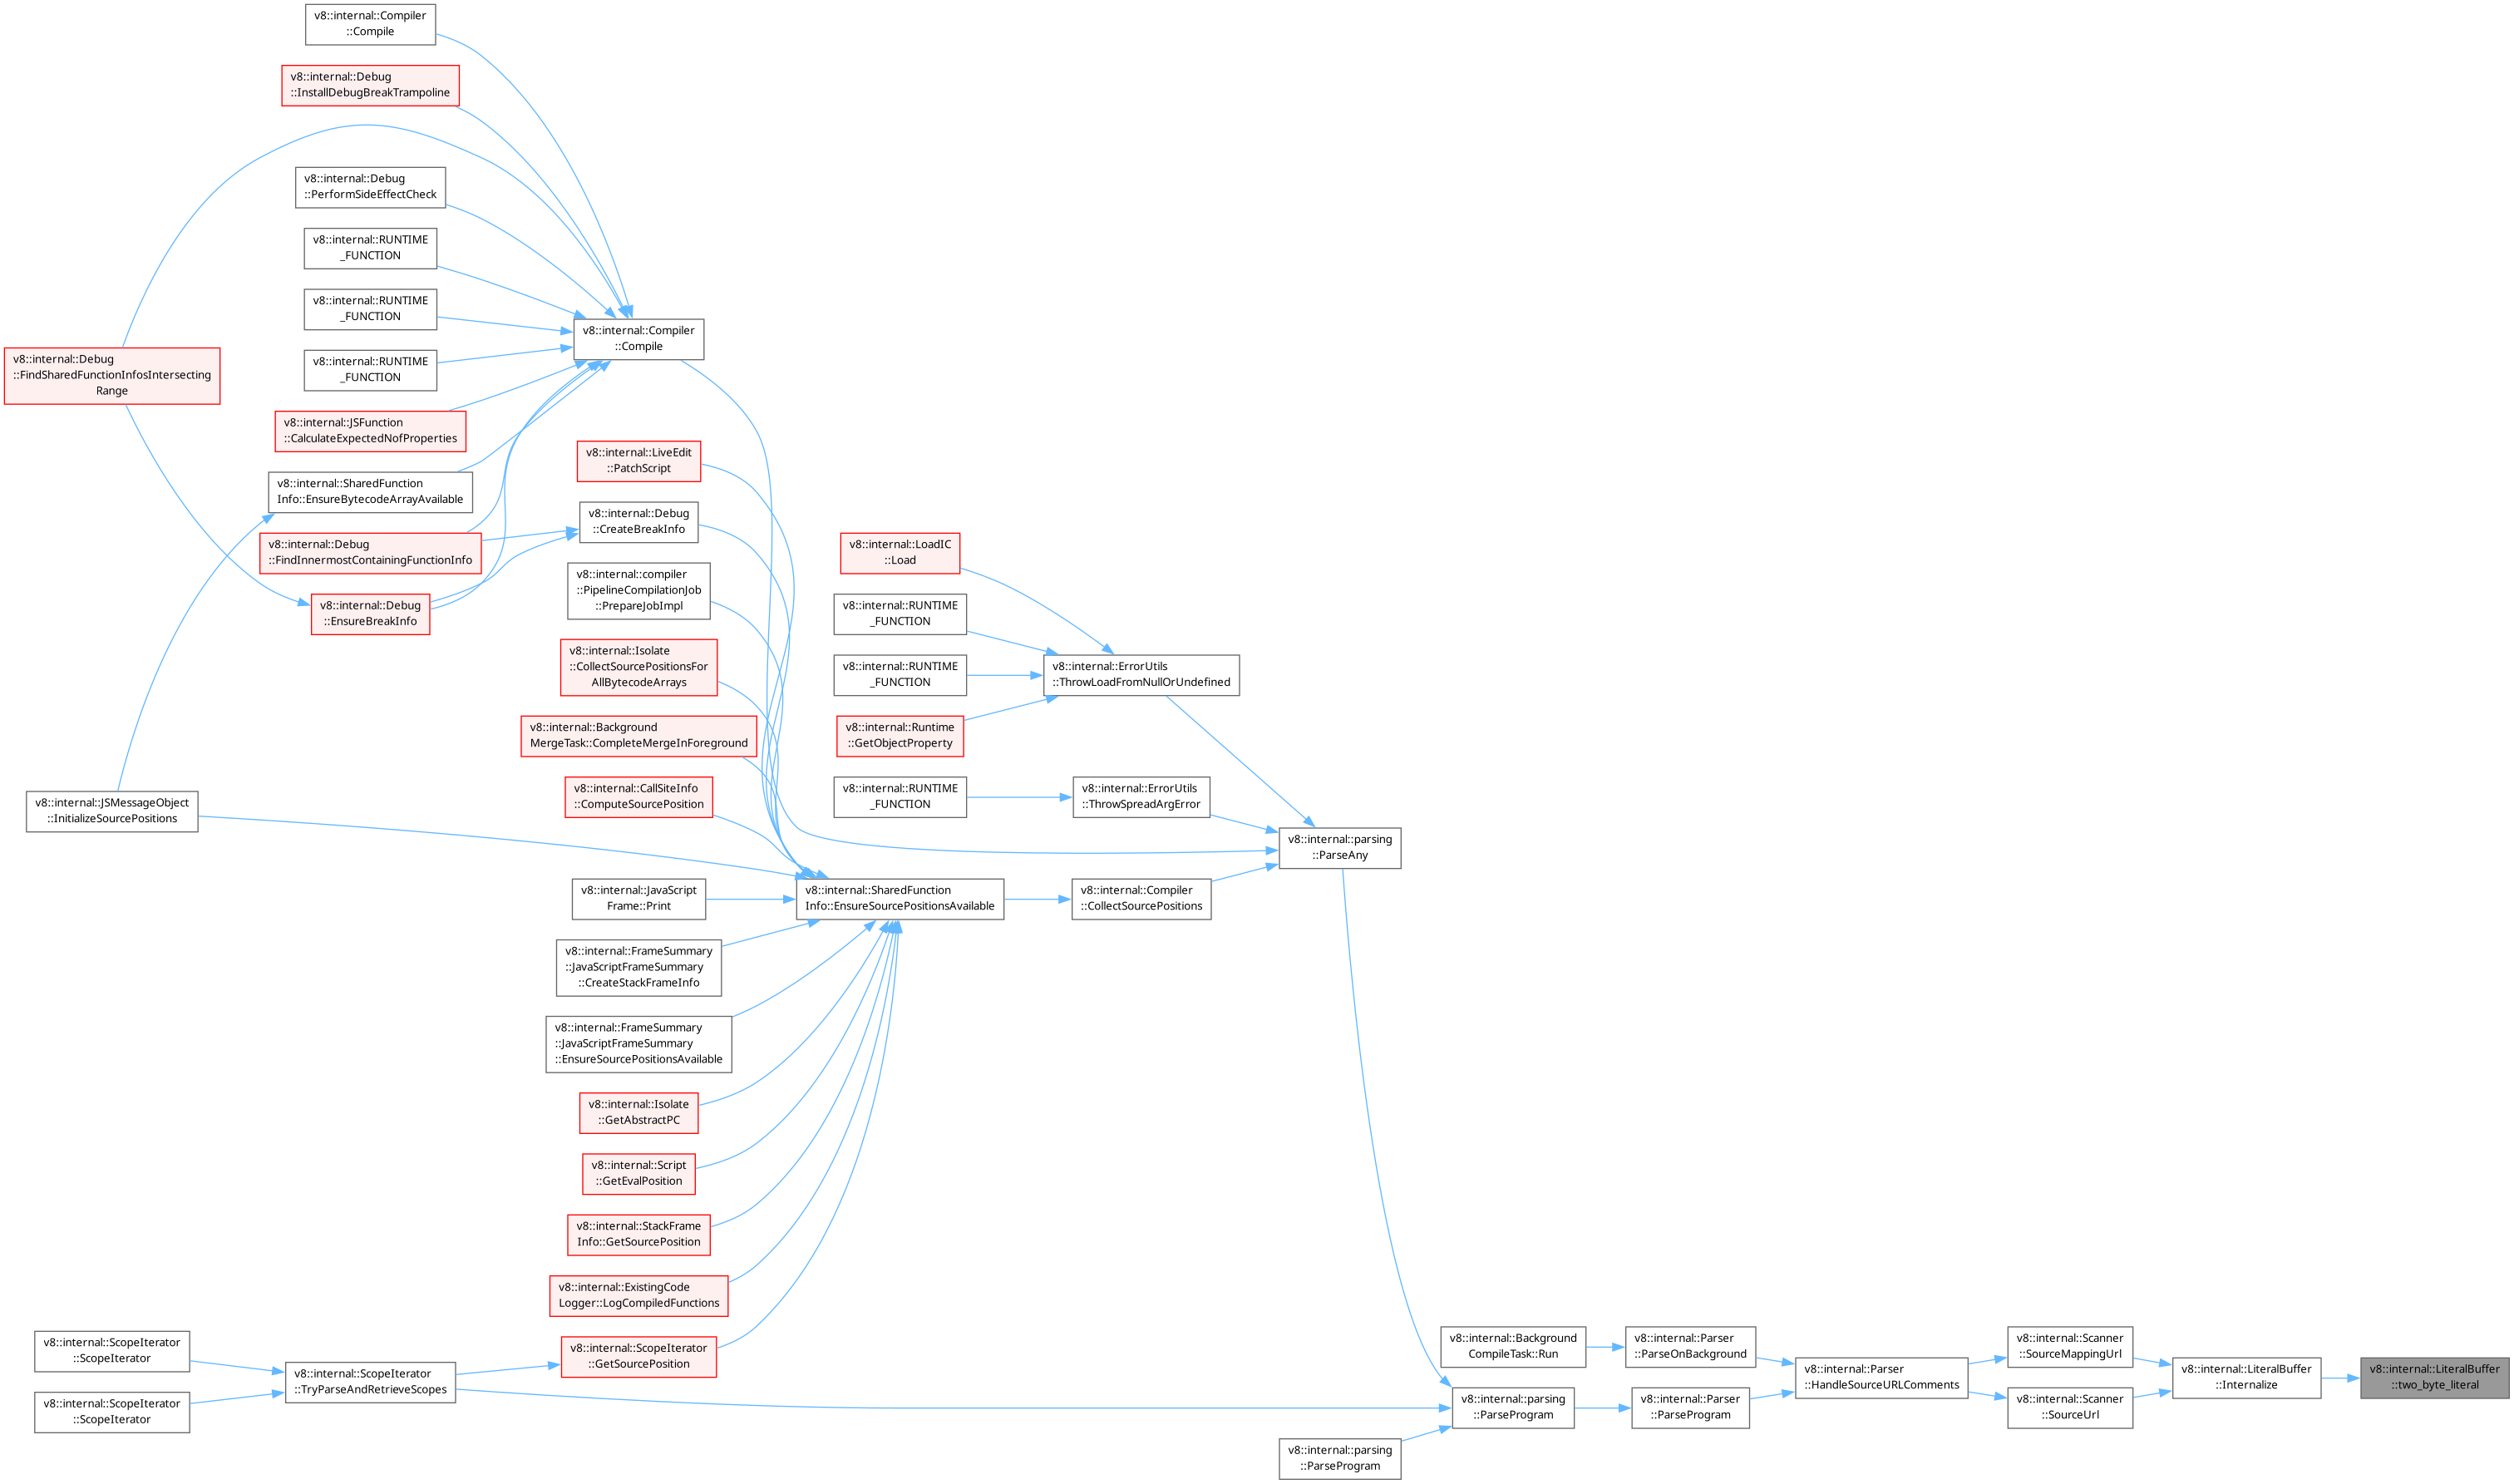 v8::internal::Compiler
::Compile
v8::internal::Debug
::InstallDebugBreakTrampoline
v8::internal::Debug
::PerformSideEffectCheck
v8::internal::RUNTIME
_FUNCTION
v8::internal::RUNTIME
_FUNCTION
v8::internal::Compiler
::Compile
v8::internal::RUNTIME
_FUNCTION
v8::internal::Debug
::FindSharedFunctionInfosIntersecting
Range
v8::internal::JSFunction
::CalculateExpectedNofProperties
v8::internal::LiveEdit
::PatchScript
v8::internal::SharedFunction
Info::EnsureBytecodeArrayAvailable
v8::internal::Debug
::CreateBreakInfo
v8::internal::Debug
::FindInnermostContainingFunctionInfo
v8::internal::LoadIC
::Load
v8::internal::compiler
::PipelineCompilationJob
::PrepareJobImpl
v8::internal::Debug
::EnsureBreakInfo
v8::internal::RUNTIME
_FUNCTION
v8::internal::Isolate
::CollectSourcePositionsFor
AllBytecodeArrays
v8::internal::RUNTIME
_FUNCTION
v8::internal::ErrorUtils
::ThrowLoadFromNullOrUndefined
v8::internal::Background
MergeTask::CompleteMergeInForeground
v8::internal::Runtime
::GetObjectProperty
v8::internal::CallSiteInfo
::ComputeSourcePosition
v8::internal::RUNTIME
_FUNCTION
v8::internal::ErrorUtils
::ThrowSpreadArgError
v8::internal::JSMessageObject
::InitializeSourcePositions
v8::internal::parsing
::ParseAny
v8::internal::JavaScript
Frame::Print
v8::internal::SharedFunction
Info::EnsureSourcePositionsAvailable
v8::internal::Compiler
::CollectSourcePositions
v8::internal::FrameSummary
::JavaScriptFrameSummary
::CreateStackFrameInfo
v8::internal::FrameSummary
::JavaScriptFrameSummary
::EnsureSourcePositionsAvailable
v8::internal::Isolate
::GetAbstractPC
v8::internal::Script
::GetEvalPosition
v8::internal::StackFrame
Info::GetSourcePosition
v8::internal::ExistingCode
Logger::LogCompiledFunctions
v8::internal::ScopeIterator
::ScopeIterator
v8::internal::ScopeIterator
::GetSourcePosition
v8::internal::Background
CompileTask::Run
v8::internal::Parser
::ParseOnBackground
v8::internal::Scanner
::SourceMappingUrl
v8::internal::ScopeIterator
::TryParseAndRetrieveScopes
v8::internal::Parser
::HandleSourceURLComments
v8::internal::LiteralBuffer
::Internalize
v8::internal::LiteralBuffer
::two_byte_literal
v8::internal::ScopeIterator
::ScopeIterator
v8::internal::parsing
::ParseProgram
v8::internal::Parser
::ParseProgram
v8::internal::Scanner
::SourceUrl
v8::internal::parsing
::ParseProgram